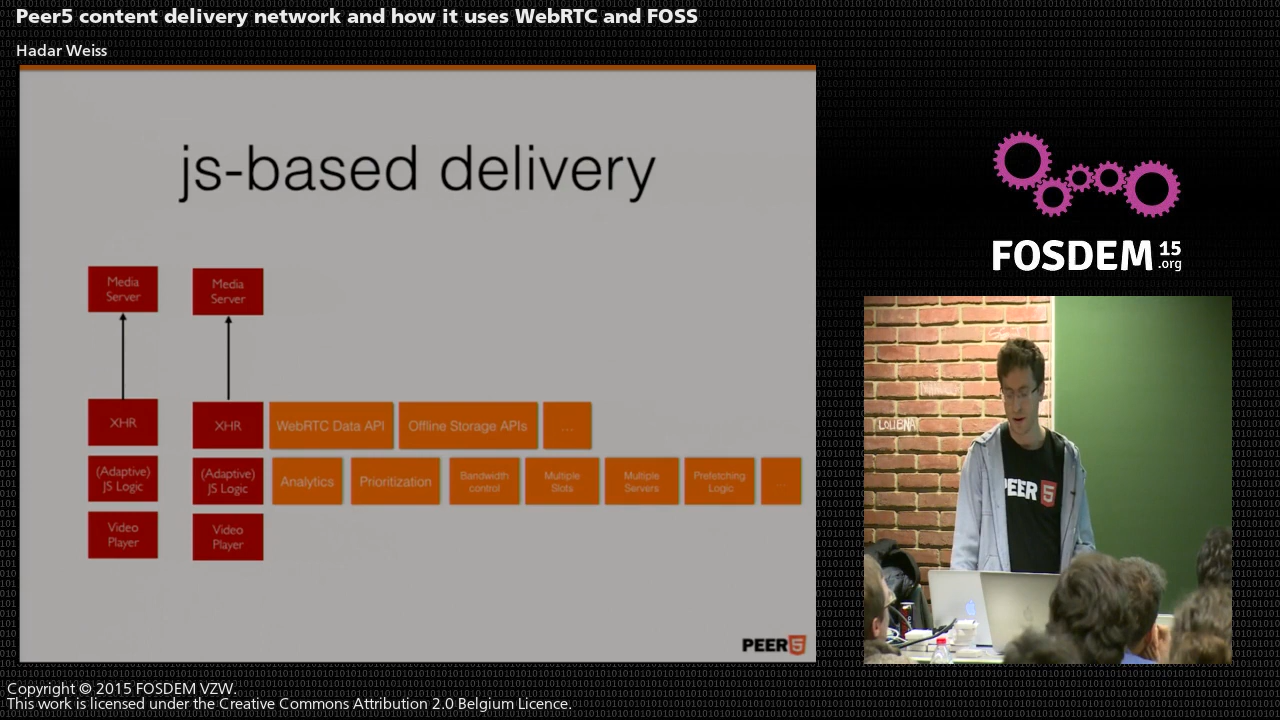 Peer5 content delivery network and how it uses WebRTC and FOSS
Hadar Weiss
js-based delivery
Media
Server
Media
Server
XHR
XHR
WebRTC Data API
Offline Storage APIs
...
(Adaptive)
JS Logic
(Adaptive)
JS Logic
Analytics
Prioritization
Bandwidth
control
Multiple
Slots
Multiple
Servers
Prefetching
Logic
...
Video
Player
Video
Player
PEER5
FOSDEM 15
.org
PEER 5
Copyright © 2015 FOSDEM VZW.
This work is licensed under the Creative Commons Attribution 2.0 Belgium Licence.